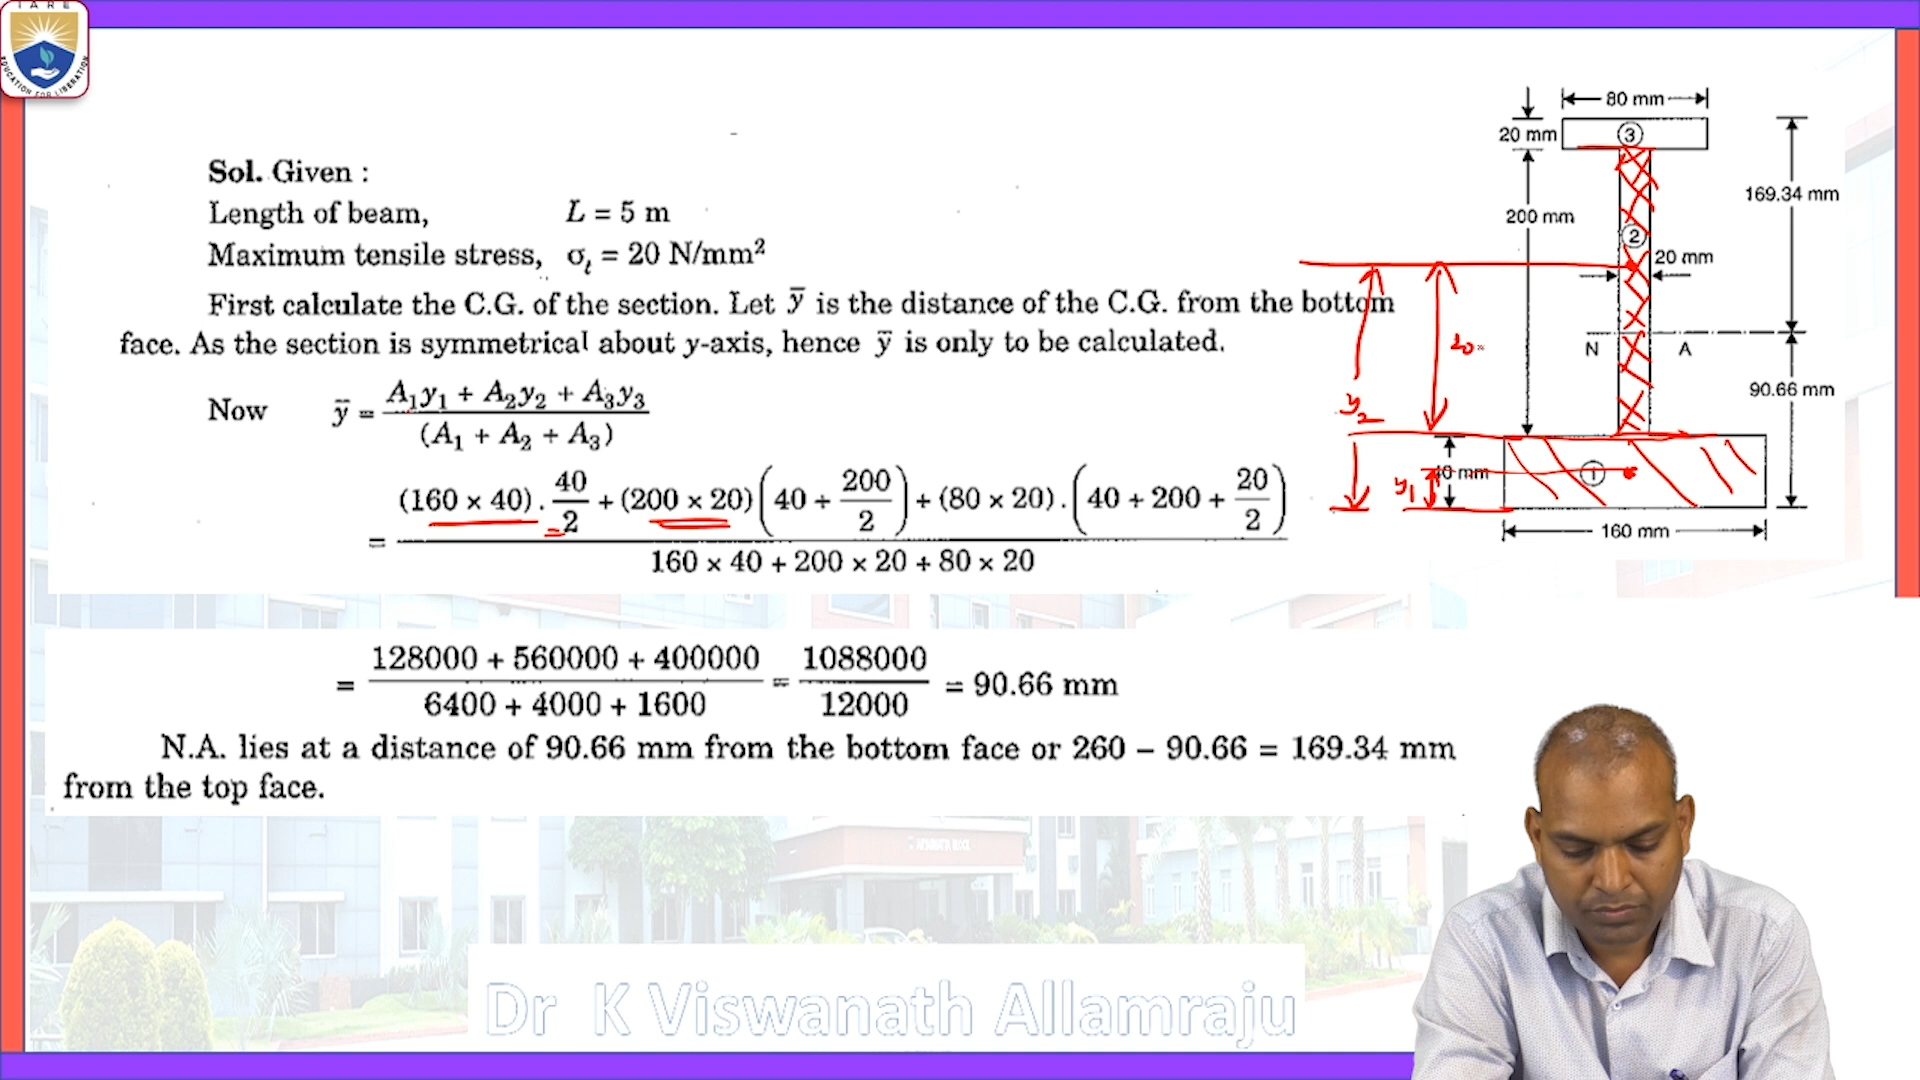 IARE
EDUCATION FOR LIBERATION
Sol. Given :
Length of beam, L = 5 m
Maximum tensile stress, σt = 20 N/mm²
First calculate the C.G. of the section. Let ȳ is the distance of the C.G. from the bottom
face. As the section is symmetrical about y-axis, hence ȳ is only to be calculated.
Now ȳ = (A₁y₁ + A₂y₂ + A₃y₃) / (A₁ + A₂ + A₃)
= [(160 × 40) . 40/2 + (200 × 20) (40 + 200/2) + (80 × 20) . (40 + 200 + 20/2)] / [160 × 40 + 200 × 20 + 80 × 20]
= (128000 + 560000 + 400000) / (6400 + 4000 + 1600) = 1088000 / 12000 = 90.66 mm
N.A. lies at a distance of 90.66 mm from the bottom face or 260 – 90.66 = 169.34 mm
from the top face.
80 mm
20 mm
3
169.34 mm
200 mm
2
20 mm
N A
90.66 mm
y₂
y₁
40 mm
1
160 mm
Dr K Viswanath Allamraju